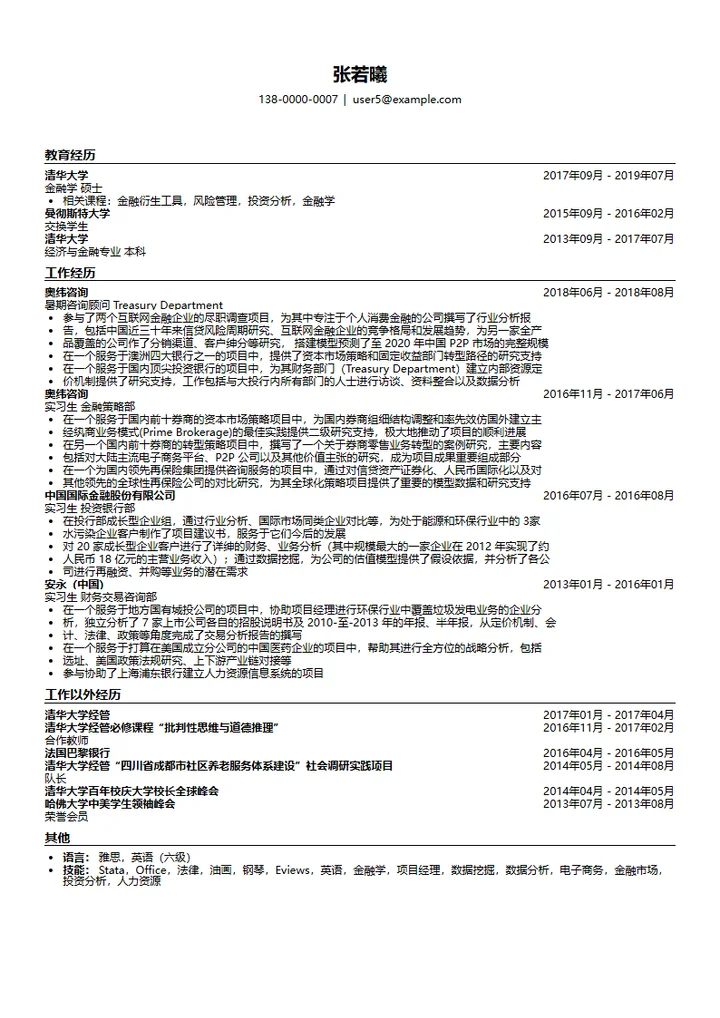 张若曦
138-0000-0007 | user5@example.com
教育经历
清华大学 2017年09月 - 2019年07月
金融学 硕士
• 相关课程：金融衍生工具，风险管理，投资分析，金融学
曼彻斯特大学 2015年09月 - 2016年02月
交换学生
清华大学 2013年09月 - 2017年07月
经济与金融专业 本科
工作经历
奥纬咨询 2018年06月 - 2018年08月
暑期咨询顾问 Treasury Department
• 参与了两个互联网金融企业的尽职调查项目，为其中专注于个人消费金融的公司撰写了行业分析报
• 告，包括中国近三十年来信贷风险周期研究、互联网金融企业的竞争格局和发展趋势，为另一家全产
• 品覆盖的公司作了分销渠道、客户绅分等研究， 搭建模型预测了至 2020 年中国 P2P 市场的完整规模
• 在一个服务于澳洲四大银行之一的项目中，提供了资本市场策略和固定收益部门转型路径的研究支持
• 在一个服务于国内顶尖投资银行的项目中，为其财务部门（Treasury Department）建立内部资源定
• 价机制提供了研究支持，工作包括与大投行内所有部门的人士进行访谈、资料整合以及数据分析
奥纬咨询 2016年11月 - 2017年06月
实习生 金融策略部
• 在一个服务于国内前十券商的资本市场策略项目中，为国内券商组细结构调整和率先效仿国外建立主
• 经纨商业务模式(Prime Brokerage)的最佳实践提供二级研究支持，极大地推动了项目的顺利进展
• 在另一个国内前十券商的转型策略项目中，撰写了一个关于券商零售业务转型的案例研究，主要内容
• 包括对大陆主流电子商务平台、P2P 公司以及其他价值主张的研究，成为项目成果重要组成部分
• 在一个为国内领先再保险集团提供咨询服务的项目中，通过对信贷资产证券化、人民币国际化以及对
• 其他领先的全球性再保险公司的对比研究，为其全球化策略项目提供了重要的模型数据和研究支持
中国国际金融股份有限公司 2016年07月 - 2016年08月
实习生 投资银行部
• 在投行部成长型企业组，通过行业分析、国际市场同类企业对比等，为处于能源和环保行业中的 3家
• 水污染企业客户制作了项目建议书，服务于它们今后的发展
• 对 20 家成长型企业客户进行了详绅的财务、业务分析（其中规模最大的一家企业在 2012 年实现了约
• 人民币 18 亿元的主营业务收入）；通过数据挖掘，为公司的估值模型提供了假设依据，并分析了各公
• 司进行再融资、并购等业务的潜在需求
安永（中国） 2013年01月 - 2016年01月
实习生 财务交易咨询部
• 在一个服务于地方国有城投公司的项目中，协助项目经理进行环保行业中覆盖垃圾发电业务的企业分
• 析，独立分析了 7 家上市公司各自的招股说明书及 2010-至-2013 年的年报、半年报，从定价机制、会
• 计、法律、政策等角度完成了交易分析报告的撰写
• 在一个服务于打算在美国成立分公司的中国医药企业的项目中，帮助其进行全方位的战略分析，包括
• 选址、美国政策法规研究、上下游产业链对接等
• 参与协助了上海浦东银行建立人力资源信息系统的项目
工作以外经历
清华大学经管 2017年01月 - 2017年04月
清华大学经管必修课程“批判性思维与道德推理” 2016年11月 - 2017年02月
合作教师
法国巴黎银行 2016年04月 - 2016年05月
清华大学经管“四川省成都市社区养老服务体系建设”社会调研实践项目 2014年05月 - 2014年08月
队长
清华大学百年校庆大学校长全球峰会 2014年04月 - 2014年05月
哈佛大学中美学生领袖峰会 2013年07月 - 2013年08月
荣誉会员
其他
• 语言： 雅思，英语（六级）
• 技能： Stata，Office，法律，油画，钢琴，Eviews，英语，金融学，项目经理，数据挖掘，数据分析，电子商务，金融市场，
投资分析，人力资源